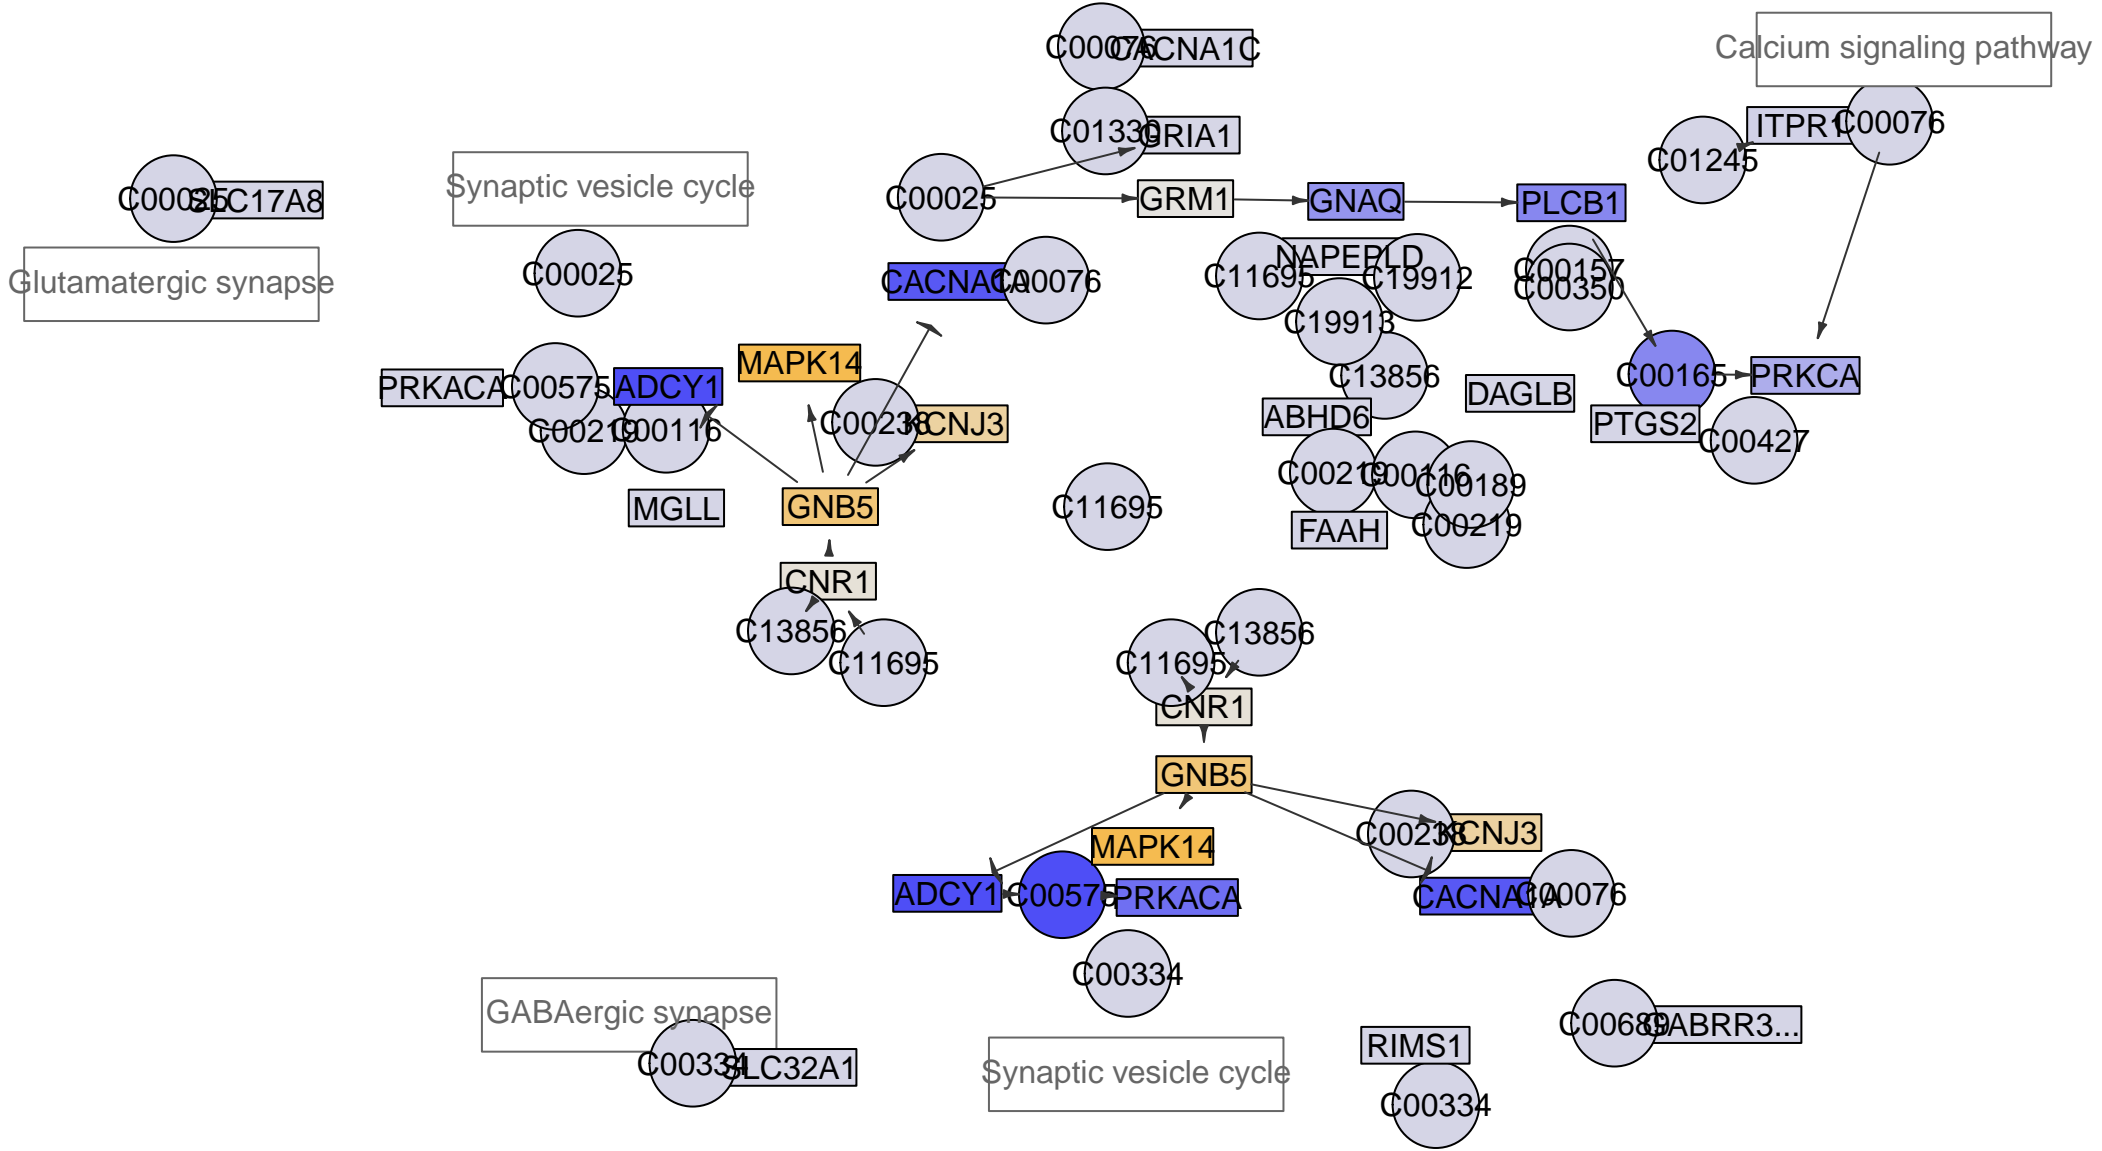 C00076
CACNA1C
Calcium signaling pathway
C01330
GRIA1
ITPR1
C00076
C01245
C00025
SLC17A8
Synaptic vesicle cycle
C00025
GRM1
GNAQ
PLCB1
Glutamatergic synapse
C00025
CACNA1A
C00076
C11695
NAPEPLD
C19912
C00157
C00350
C19913
MAPK14
PRKACA
C00575
ADCY1
C13856
DAGLB
C00165
PRKCA
C00219
C00116
C00238
KCNJ3
ABHD6
PTGS2
C00427
MGLL
GNB5
C11695
C00219
C00116
C00189
C00219
FAAH
CNR1
C13856
C11695
C11695
C13856
CNR1
GNB5
MAPK14
C00238
KCNJ3
ADCY1
C00575
PRKACA
CACNA1A
C00076
C00334
GABAergic synapse
C00334
SLC32A1
Synaptic vesicle cycle
RIMS1
C00334
C00689
GABRR3...